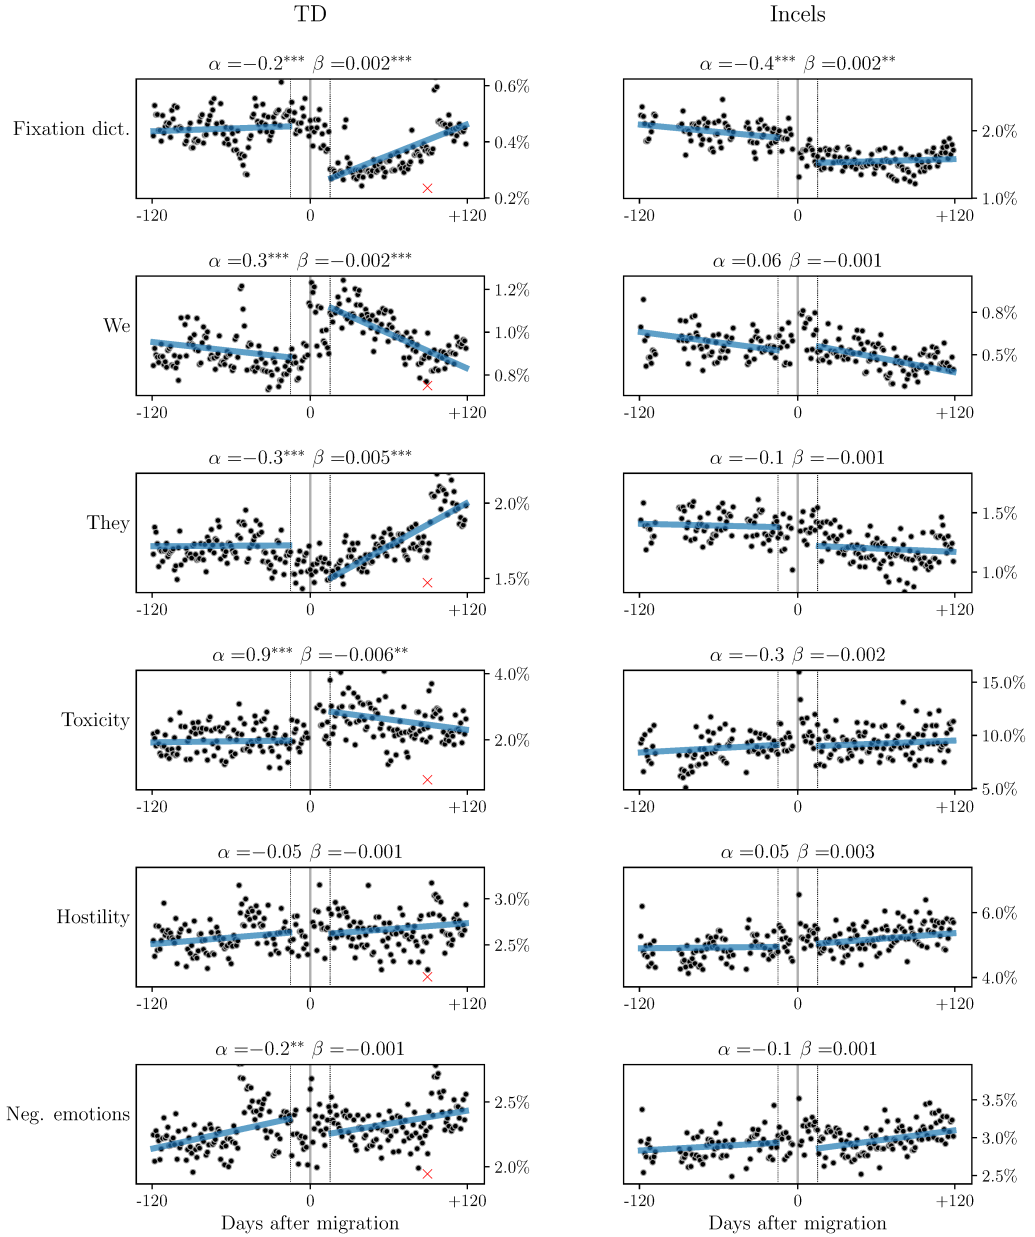 TD Incels
α =−0.2*** β =0.002*** α =−0.4*** β =0.002**
Fixation dict.
0.6%
0.4%
0.2%
2.0%
1.0%
-120 0 +120 -120 0 +120
α =0.3*** β =−0.002*** α =0.06 β =−0.001
We
1.2%
1.0%
0.8%
0.8%
0.5%
-120 0 +120 -120 0 +120
α =−0.3*** β =0.005*** α =−0.1 β =−0.001
They
2.0%
1.5%
1.5%
1.0%
-120 0 +120 -120 0 +120
α =0.9*** β =−0.006** α =−0.3 β =−0.002
Toxicity
4.0%
2.0%
15.0%
10.0%
5.0%
-120 0 +120 -120 0 +120
α =−0.05 β =−0.001 α =0.05 β =0.003
Hostility
3.0%
2.5%
6.0%
4.0%
-120 0 +120 -120 0 +120
α =−0.2** β =−0.001 α =−0.1 β =0.001
Neg. emotions
2.5%
2.0%
3.5%
3.0%
2.5%
-120 0 +120 -120 0 +120
Days after migration Days after migration